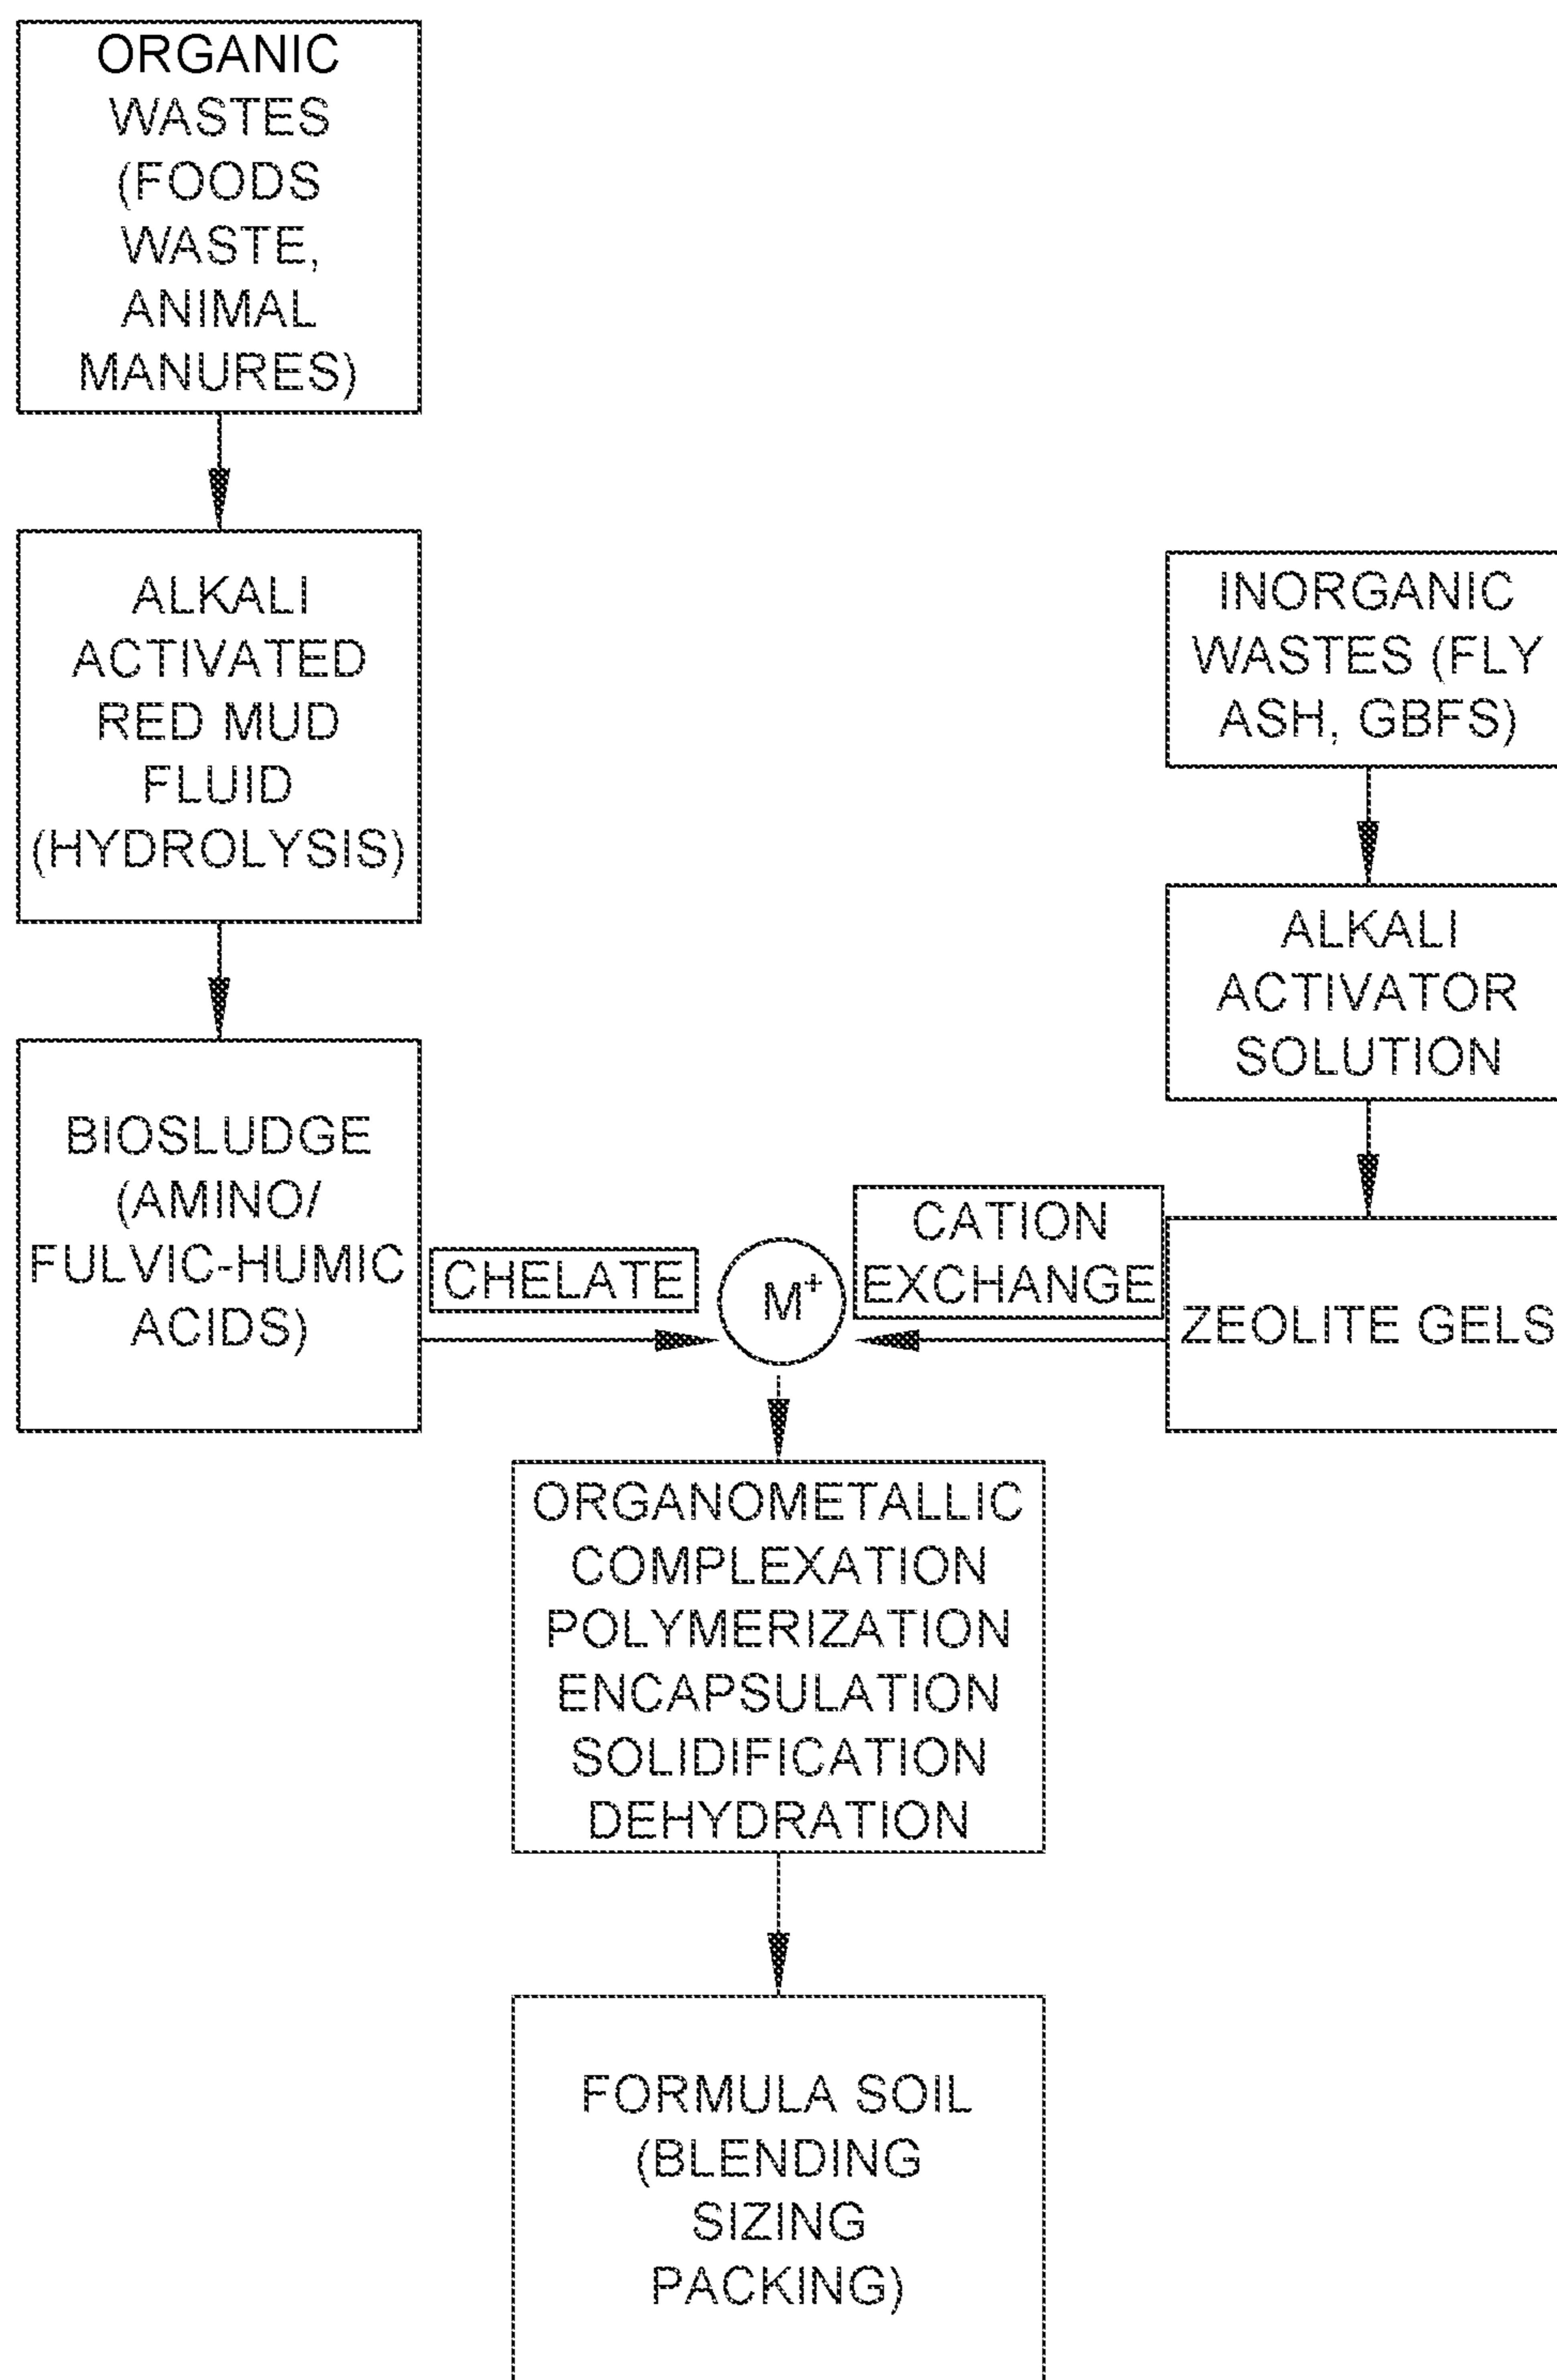 ORGANIC
WASTES
(FOODS
WASTE,
ANIMAL
MANURES)
ALKALI
ACTIVATED
RED MUD
FLUID
(HYDROLYSIS)
INORGANIC
WASTES (FLY
ASH, GBFS)
ALKALI
ACTIVATOR
SOLUTION
BIOSLUDGE
(AMINO/
FULVIC-HUMIC
ACIDS)
CHELATE
M⁺
CATION
EXCHANGE
ZEOLITE GELS
ORGANOMETALLIC
COMPLEXATION
POLYMERIZATION
ENCAPSULATION
SOLIDIFICATION
DEHYDRATION
FORMULA SOIL
(BLENDING
SIZING
PACKING)